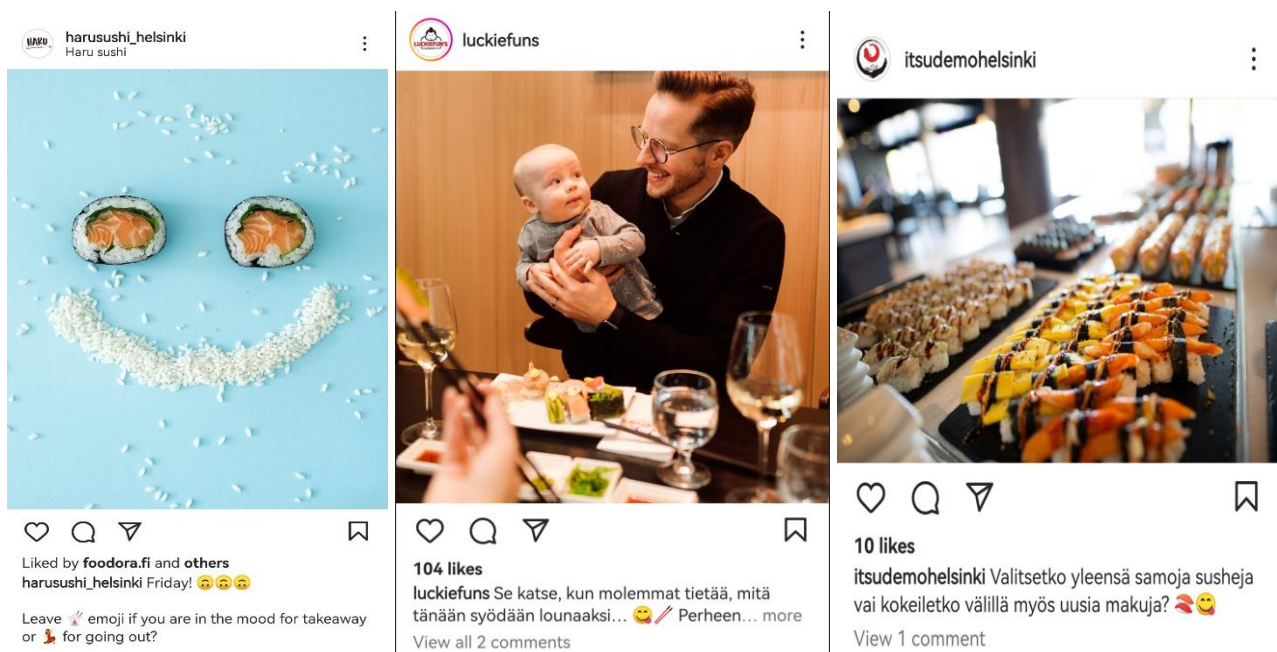 HARU
harusushi_helsinki
Haru sushi
Liked by foodora.fi and others
harusushi_helsinki Friday! 🙃🙃🙃
Leave 🥡 emoji if you are in the mood for takeaway
or 💃 for going out?
LUCKIEFUN'S
luckiefuns
104 likes
luckiefuns Se katse, kun molemmat tietää, mitä
tänään syödään lounaaksi... 😋🥢 Perheen... more
View all 2 comments
itsudemohelsinki
10 likes
itsudemohelsinki Valitsetko yleensä samoja susheja
vai kokeiletko välillä myös uusia makuja? 🍣😋
View 1 comment